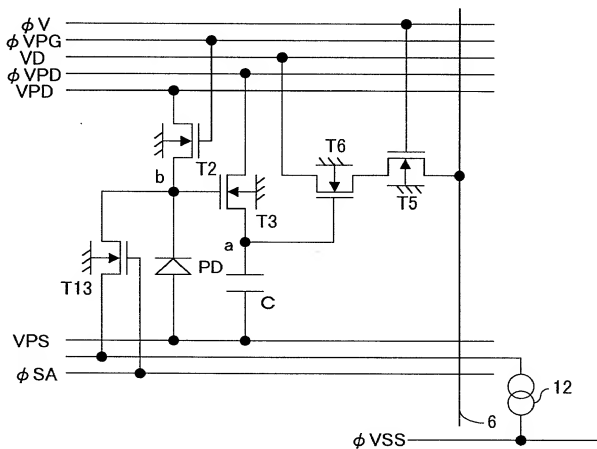 φV
φVPG
VD
φVPD
VPD
T2
T6
b
T3
T5
a
T13
PD
C
VPS
φSA
12
6
φVSS